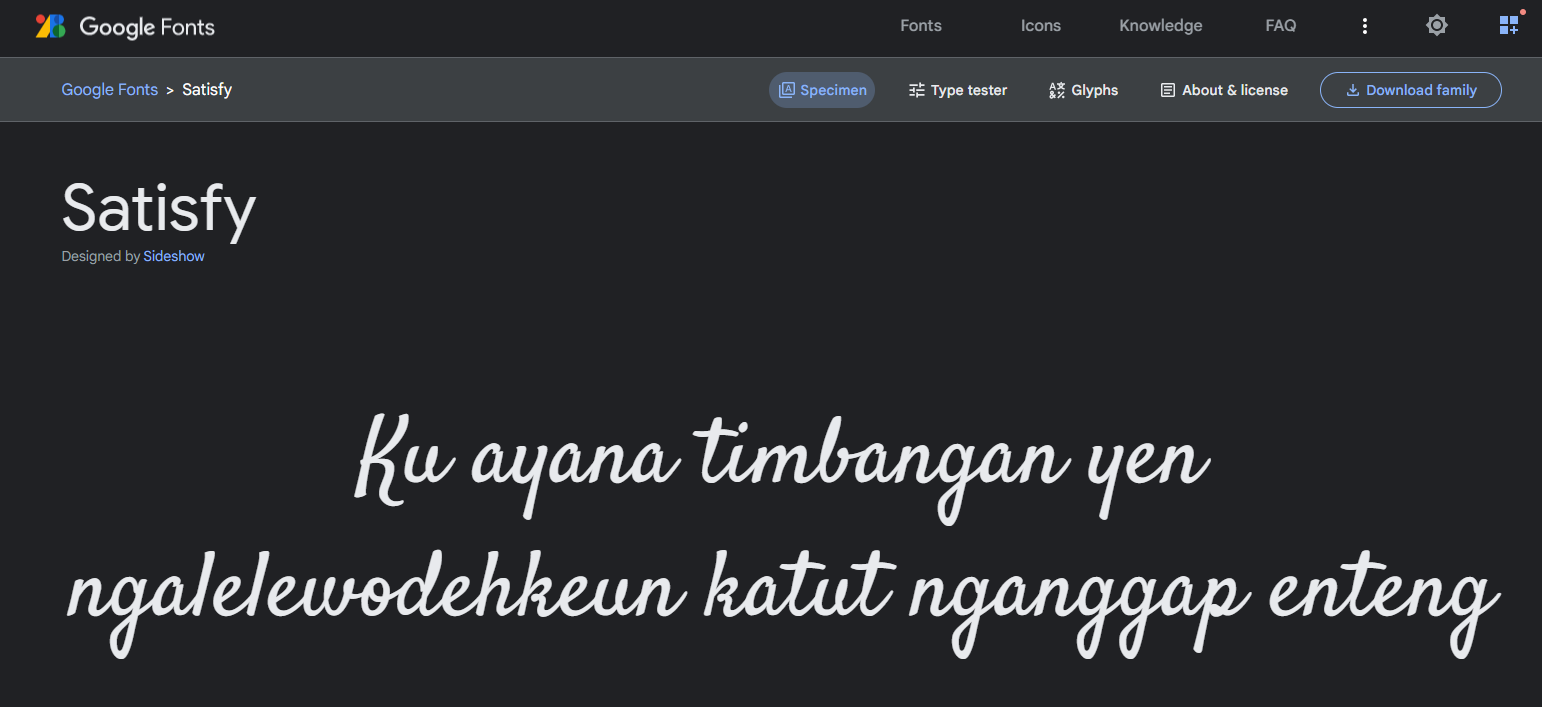 Google Fonts
Fonts
Icons
Knowledge
FAQ
Google Fonts > Satisfy
Specimen
Type tester
Glyphs
About & license
Download family
Satisfy
Designed by Sideshow
Ku ayana timbangan yen
ngalelewodehkeun katut nganggap enteng